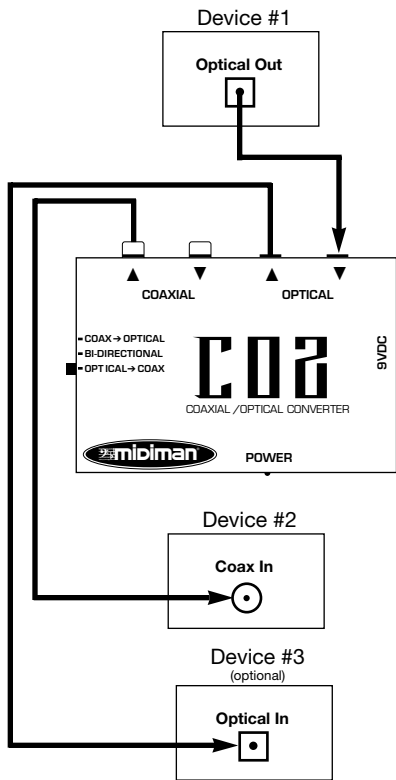 Device #1
Optical Out
COAXIAL OPTICAL
COAX→OPTICAL
BI-DIRECTIONAL
OPTICAL→COAX
CO2
COAXIAL/OPTICAL CONVERTER
9VDC
midiman
POWER
Device #2
Coax In
Device #3
(optional)
Optical In